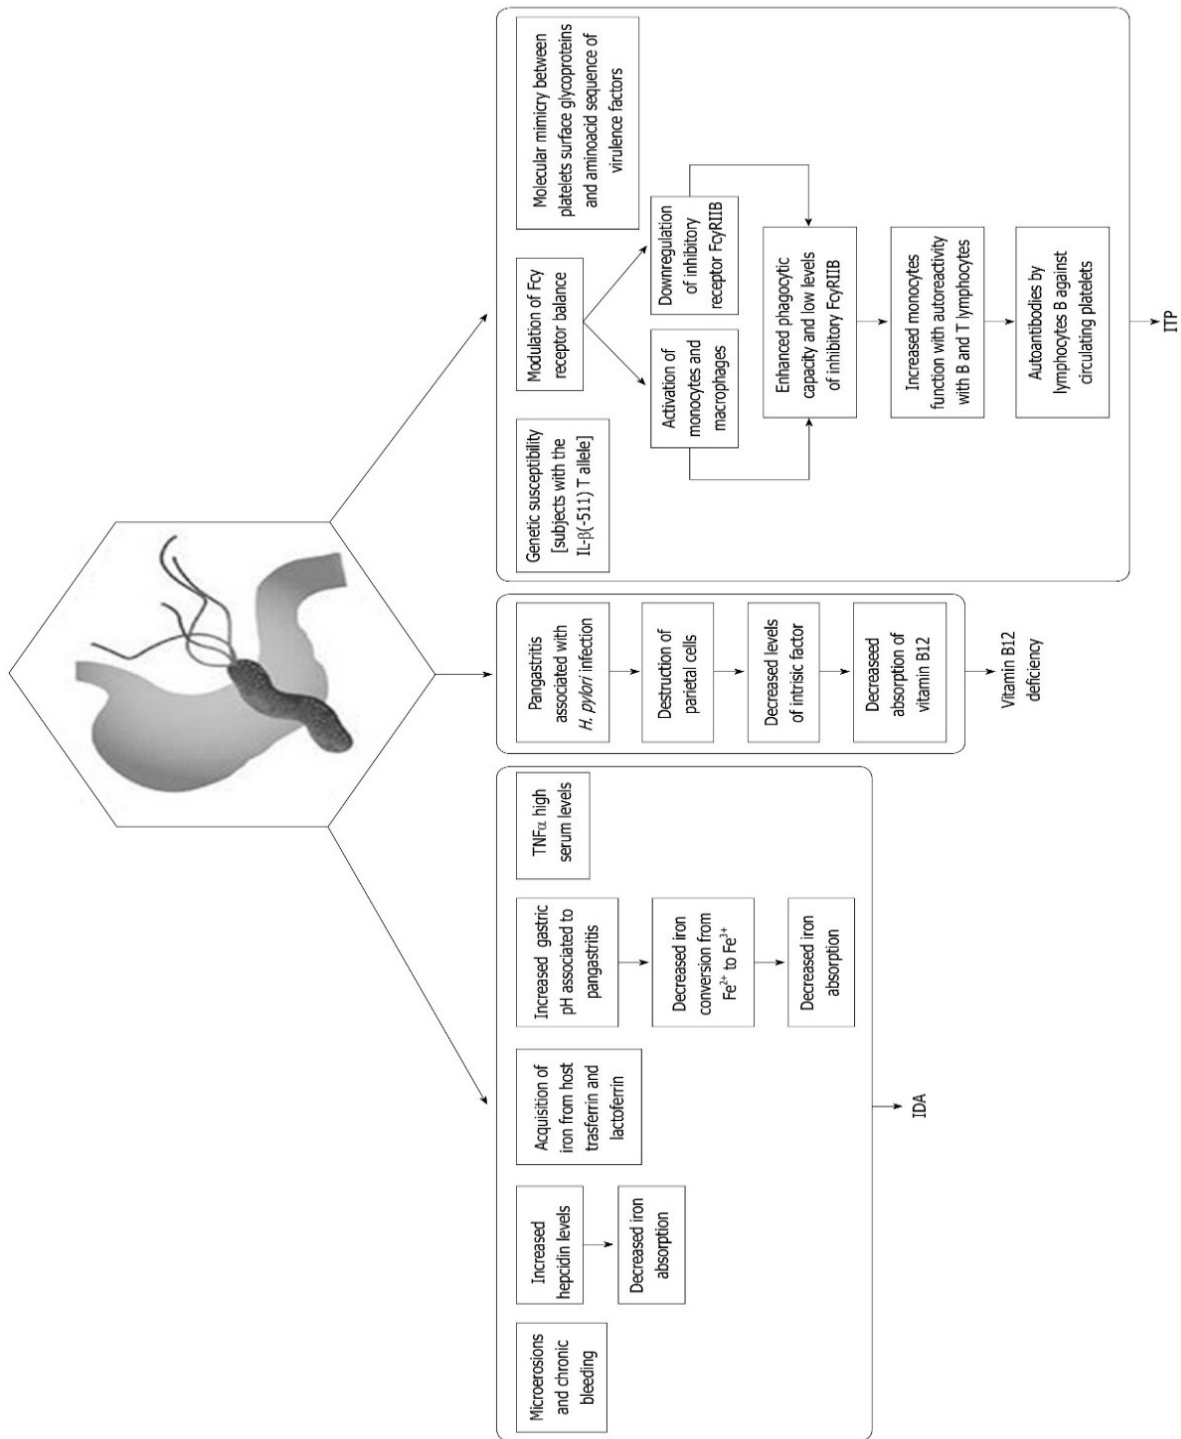 Microerosions
and chronic
bleeding
Increased
hepcidin levels
Decreased iron
absorption
Acquisition of
iron from host
trasferrin and
lactoferrin
Increased gastric
pH associated to
pangastritis
Decreased iron
conversion from
Fe²⁺ to Fe³⁺
Decreased iron
absorption
TNFα high
serum levels
IDA
Pangastritis
associated with
H. pylori infection
Destruction of
parietal cells
Decreased levels
of intrisic factor
Decreaseed
absorption of
vitamin B12
Vitamin B12
deficiency
Genetic susceptibility
[subjects with the
IL-β(-511) T allele]
Modulation of Fcγ
receptor balance
Molecular mimicry between
platelets surface glycoproteins
and aminoacid sequence of
virulence factors
Activation of
monocytes and
macrophages
Downregulation
of inhibitory
receptor FcγRIIB
Enhanced phagocytic
capacity and low levels
of inhibitory FcγRIIB
Increased monocytes
function with autoreactivity
with B and T lymphocytes
Autoantibodies by
lymphocytes B against
circulating platelets
ITP